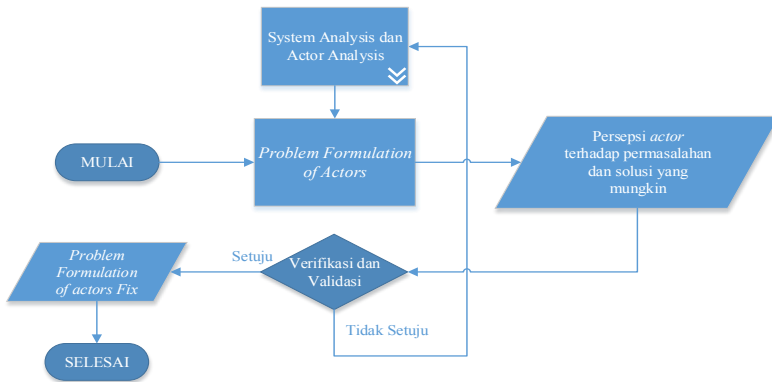 System Analysis dan
Actor Analysis
MULAI
Problem Formulation
of Actors
Persepsi actor
terhadap permasalahan
dan solusi yang
mungkin
Problem
Formulation
of actors Fix
Setuju
Verifikasi dan
Validasi
Tidak Setuju
SELESAI